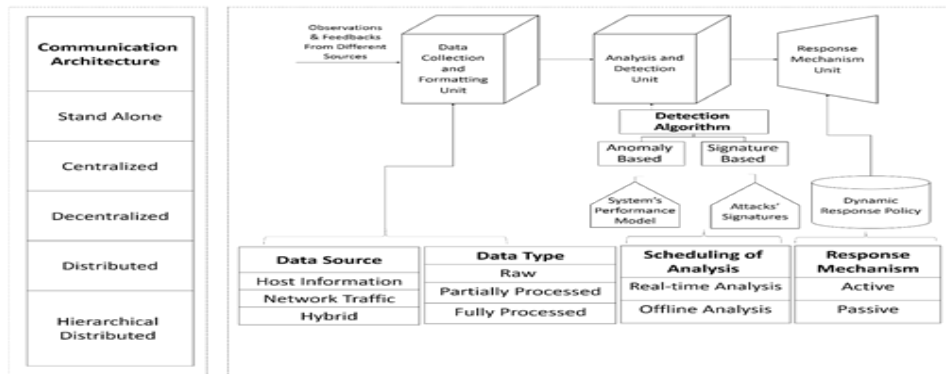 Communication
Architecture
Stand Alone
Centralized
Decentralized
Distributed
Hierarchical
Distributed
Observations
& Feedbacks
From Different
Sources
Data
Collection
and
Formatting
Unit
Analysis and
Detection Unit
Response
Mechanism
Unit
Detection
Algorithm
Anomaly
Based
Signature
Based
System's
Performance
Model
Attacks'
Signatures
Dynamic
Response Policy
Data Source
Host Information
Network Traffic
Hybrid
Data Type
Raw
Partially Processed
Fully Processed
Scheduling of
Analysis
Real-time Analysis
Offline Analysis
Response
Mechanism
Active
Passive